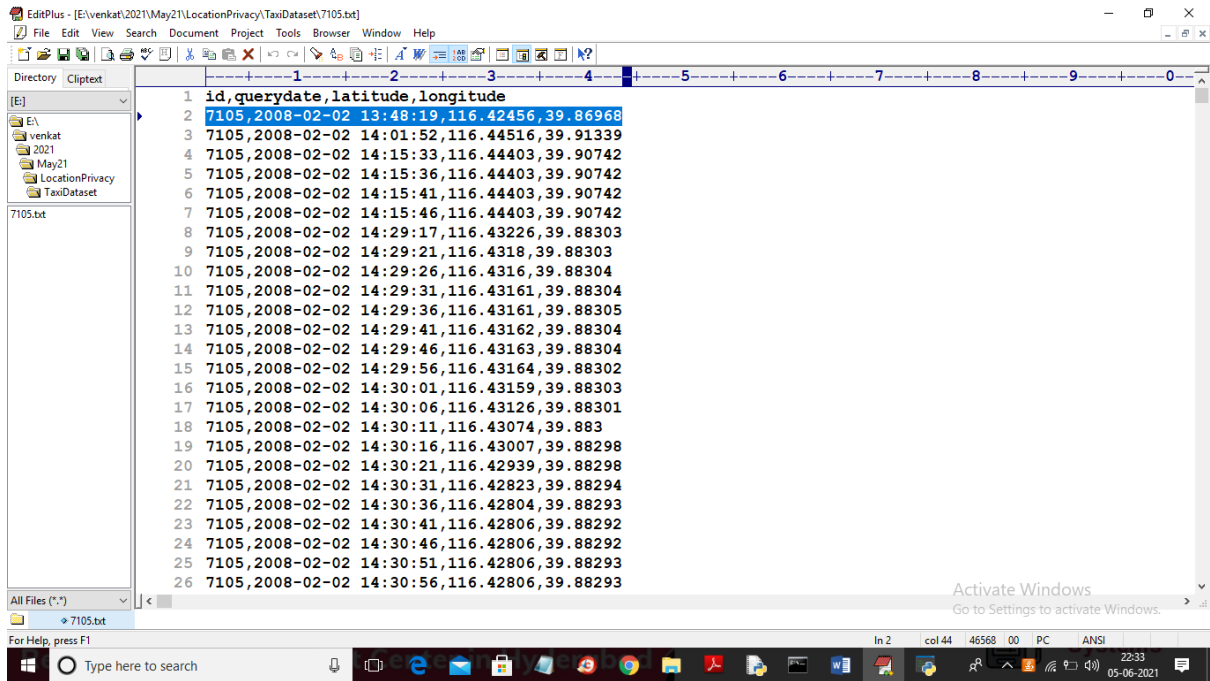 EditPlus - [E:\venkat\2021\May21\LocationPrivacy\TaxiDataset\7105.txt]
File Edit View Search Document Project Tools Browser Window Help
Directory Cliptext
----+----1----+----2----+----3----+----4----+----5----+----6----+----7----+----8----+----9----+----0--
[E:]
E:\
venkat
2021
May21
LocationPrivacy
TaxiDataset
7105.txt
1 id,querydate,latitude,longitude
2 7105,2008-02-02 13:48:19,116.42456,39.86968
3 7105,2008-02-02 14:01:52,116.44516,39.91339
4 7105,2008-02-02 14:15:33,116.44403,39.90742
5 7105,2008-02-02 14:15:36,116.44403,39.90742
6 7105,2008-02-02 14:15:41,116.44403,39.90742
7 7105,2008-02-02 14:15:46,116.44403,39.90742
8 7105,2008-02-02 14:29:17,116.43226,39.88303
9 7105,2008-02-02 14:29:21,116.4318,39.88303
10 7105,2008-02-02 14:29:26,116.4316,39.88304
11 7105,2008-02-02 14:29:31,116.43161,39.88304
12 7105,2008-02-02 14:29:36,116.43161,39.88305
13 7105,2008-02-02 14:29:41,116.43162,39.88304
14 7105,2008-02-02 14:29:46,116.43163,39.88304
15 7105,2008-02-02 14:29:56,116.43164,39.88302
16 7105,2008-02-02 14:30:01,116.43159,39.88303
17 7105,2008-02-02 14:30:06,116.43126,39.88301
18 7105,2008-02-02 14:30:11,116.43074,39.883
19 7105,2008-02-02 14:30:16,116.43007,39.88298
20 7105,2008-02-02 14:30:21,116.42939,39.88298
21 7105,2008-02-02 14:30:31,116.42823,39.88294
22 7105,2008-02-02 14:30:36,116.42804,39.88293
23 7105,2008-02-02 14:30:41,116.42806,39.88292
24 7105,2008-02-02 14:30:46,116.42806,39.88292
25 7105,2008-02-02 14:30:51,116.42806,39.88293
26 7105,2008-02-02 14:30:56,116.42806,39.88293
Activate Windows
Go to Settings to activate Windows.
All Files (*.*)
7105.txt
For Help, press F1
ln 2 col 44 46568 00 PC ANSI
Type here to search
22:33
05-06-2021